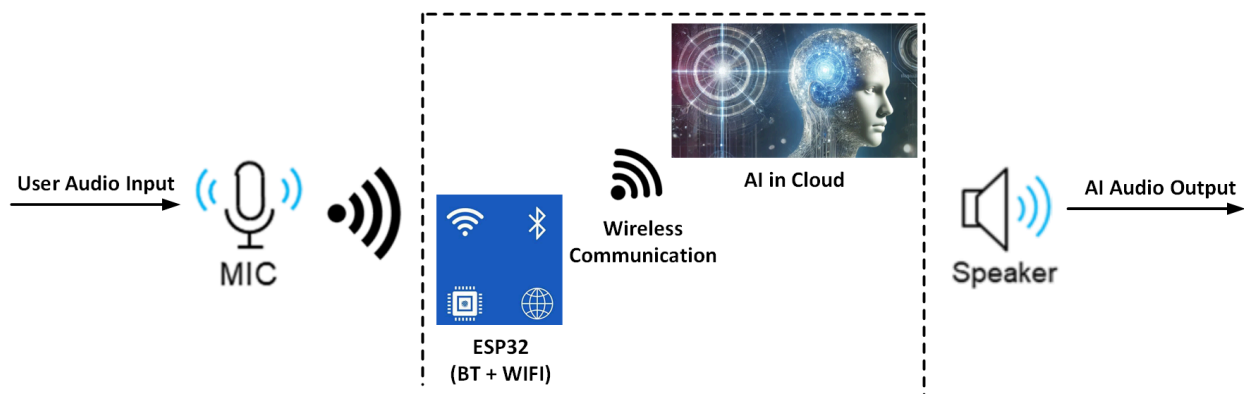 User Audio Input
MIC
ESP32
(BT + WIFI)
Wireless
Communication
AI in Cloud
Speaker
AI Audio Output